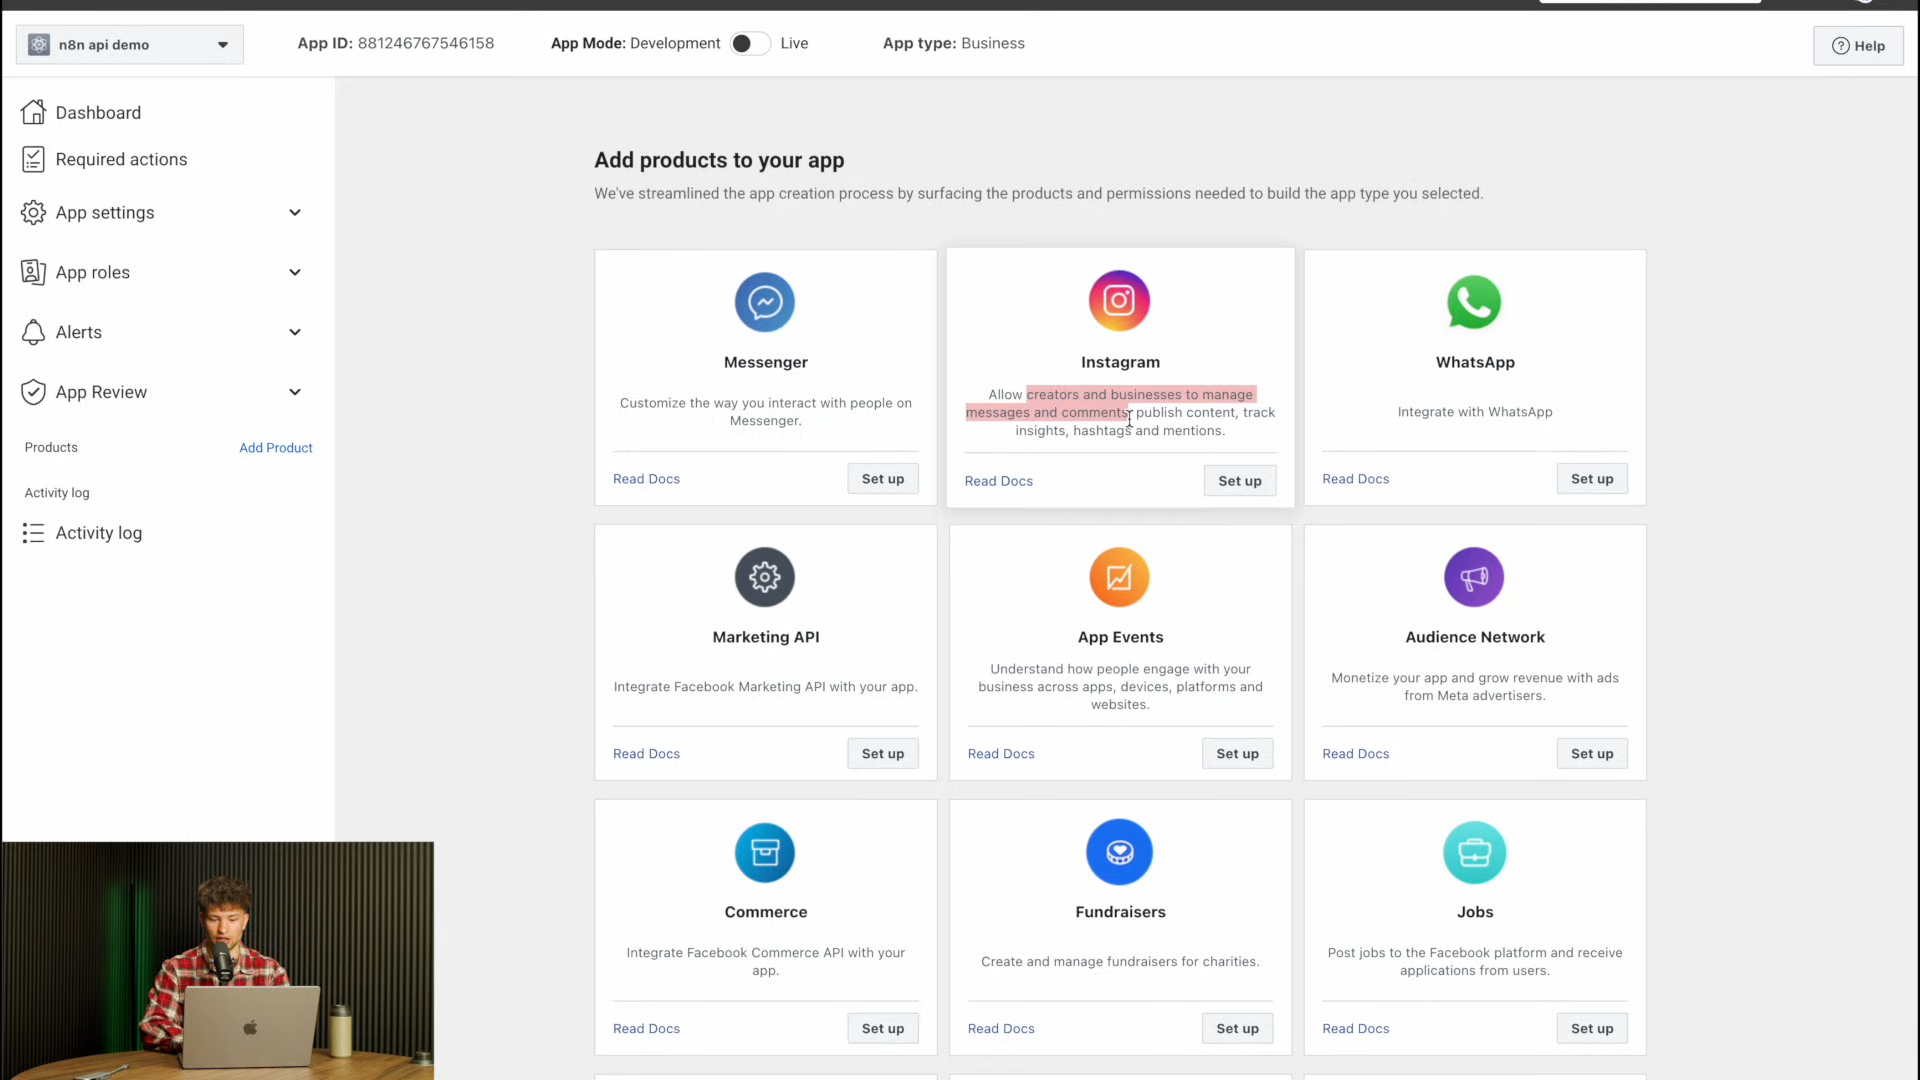 n8n api demo
App ID: 881246767546158
App Mode: Development
Live
App type: Business
Help
Dashboard
Required actions
App settings
App roles
Alerts
App Review
Products
Add Product
Activity log
Activity log
Add products to your app
We've streamlined the app creation process by surfacing the products and permissions needed to build the app type you selected.
Messenger
Customize the way you interact with people on
Messenger.
Read Docs
Set up
Instagram
Allow creators and businesses to manage
messages and comments, publish content, track
insights, hashtags and mentions.
Read Docs
Set up
WhatsApp
Integrate with WhatsApp
Read Docs
Set up
Marketing API
Integrate Facebook Marketing API with your app.
Read Docs
Set up
App Events
Understand how people engage with your
business across apps, devices, platforms and
websites.
Read Docs
Set up
Audience Network
Monetize your app and grow revenue with ads
from Meta advertisers.
Read Docs
Set up
Commerce
Integrate Facebook Commerce API with your
app.
Read Docs
Set up
Fundraisers
Create and manage fundraisers for charities.
Read Docs
Set up
Jobs
Post jobs to the Facebook platform and receive
applications from users.
Read Docs
Set up